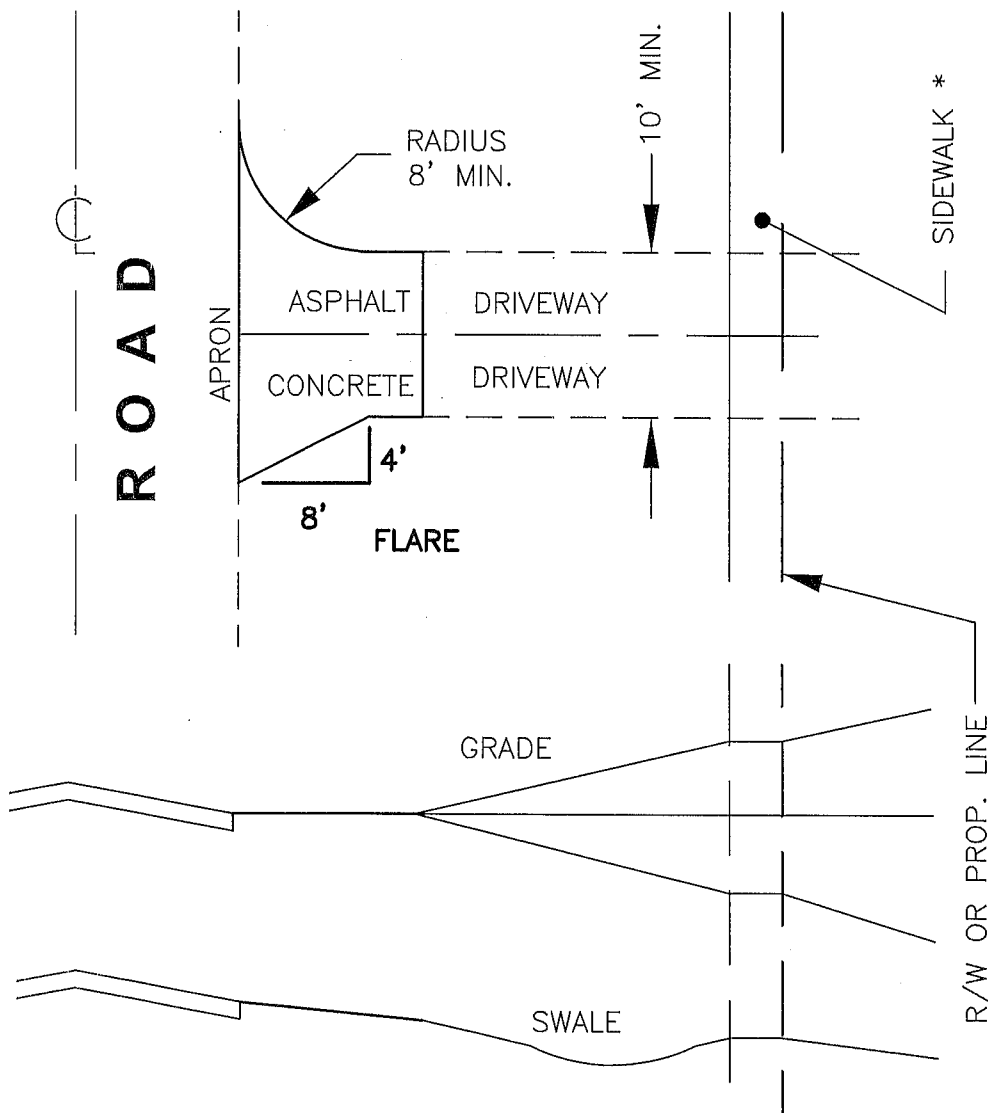 10' MIN.
RADIUS
8' MIN.
SIDEWALK *
℄
ROAD
APRON
ASPHALT
DRIVEWAY
CONCRETE
DRIVEWAY
4'
8'
FLARE
GRADE
R/W OR PROP. LINE
SWALE